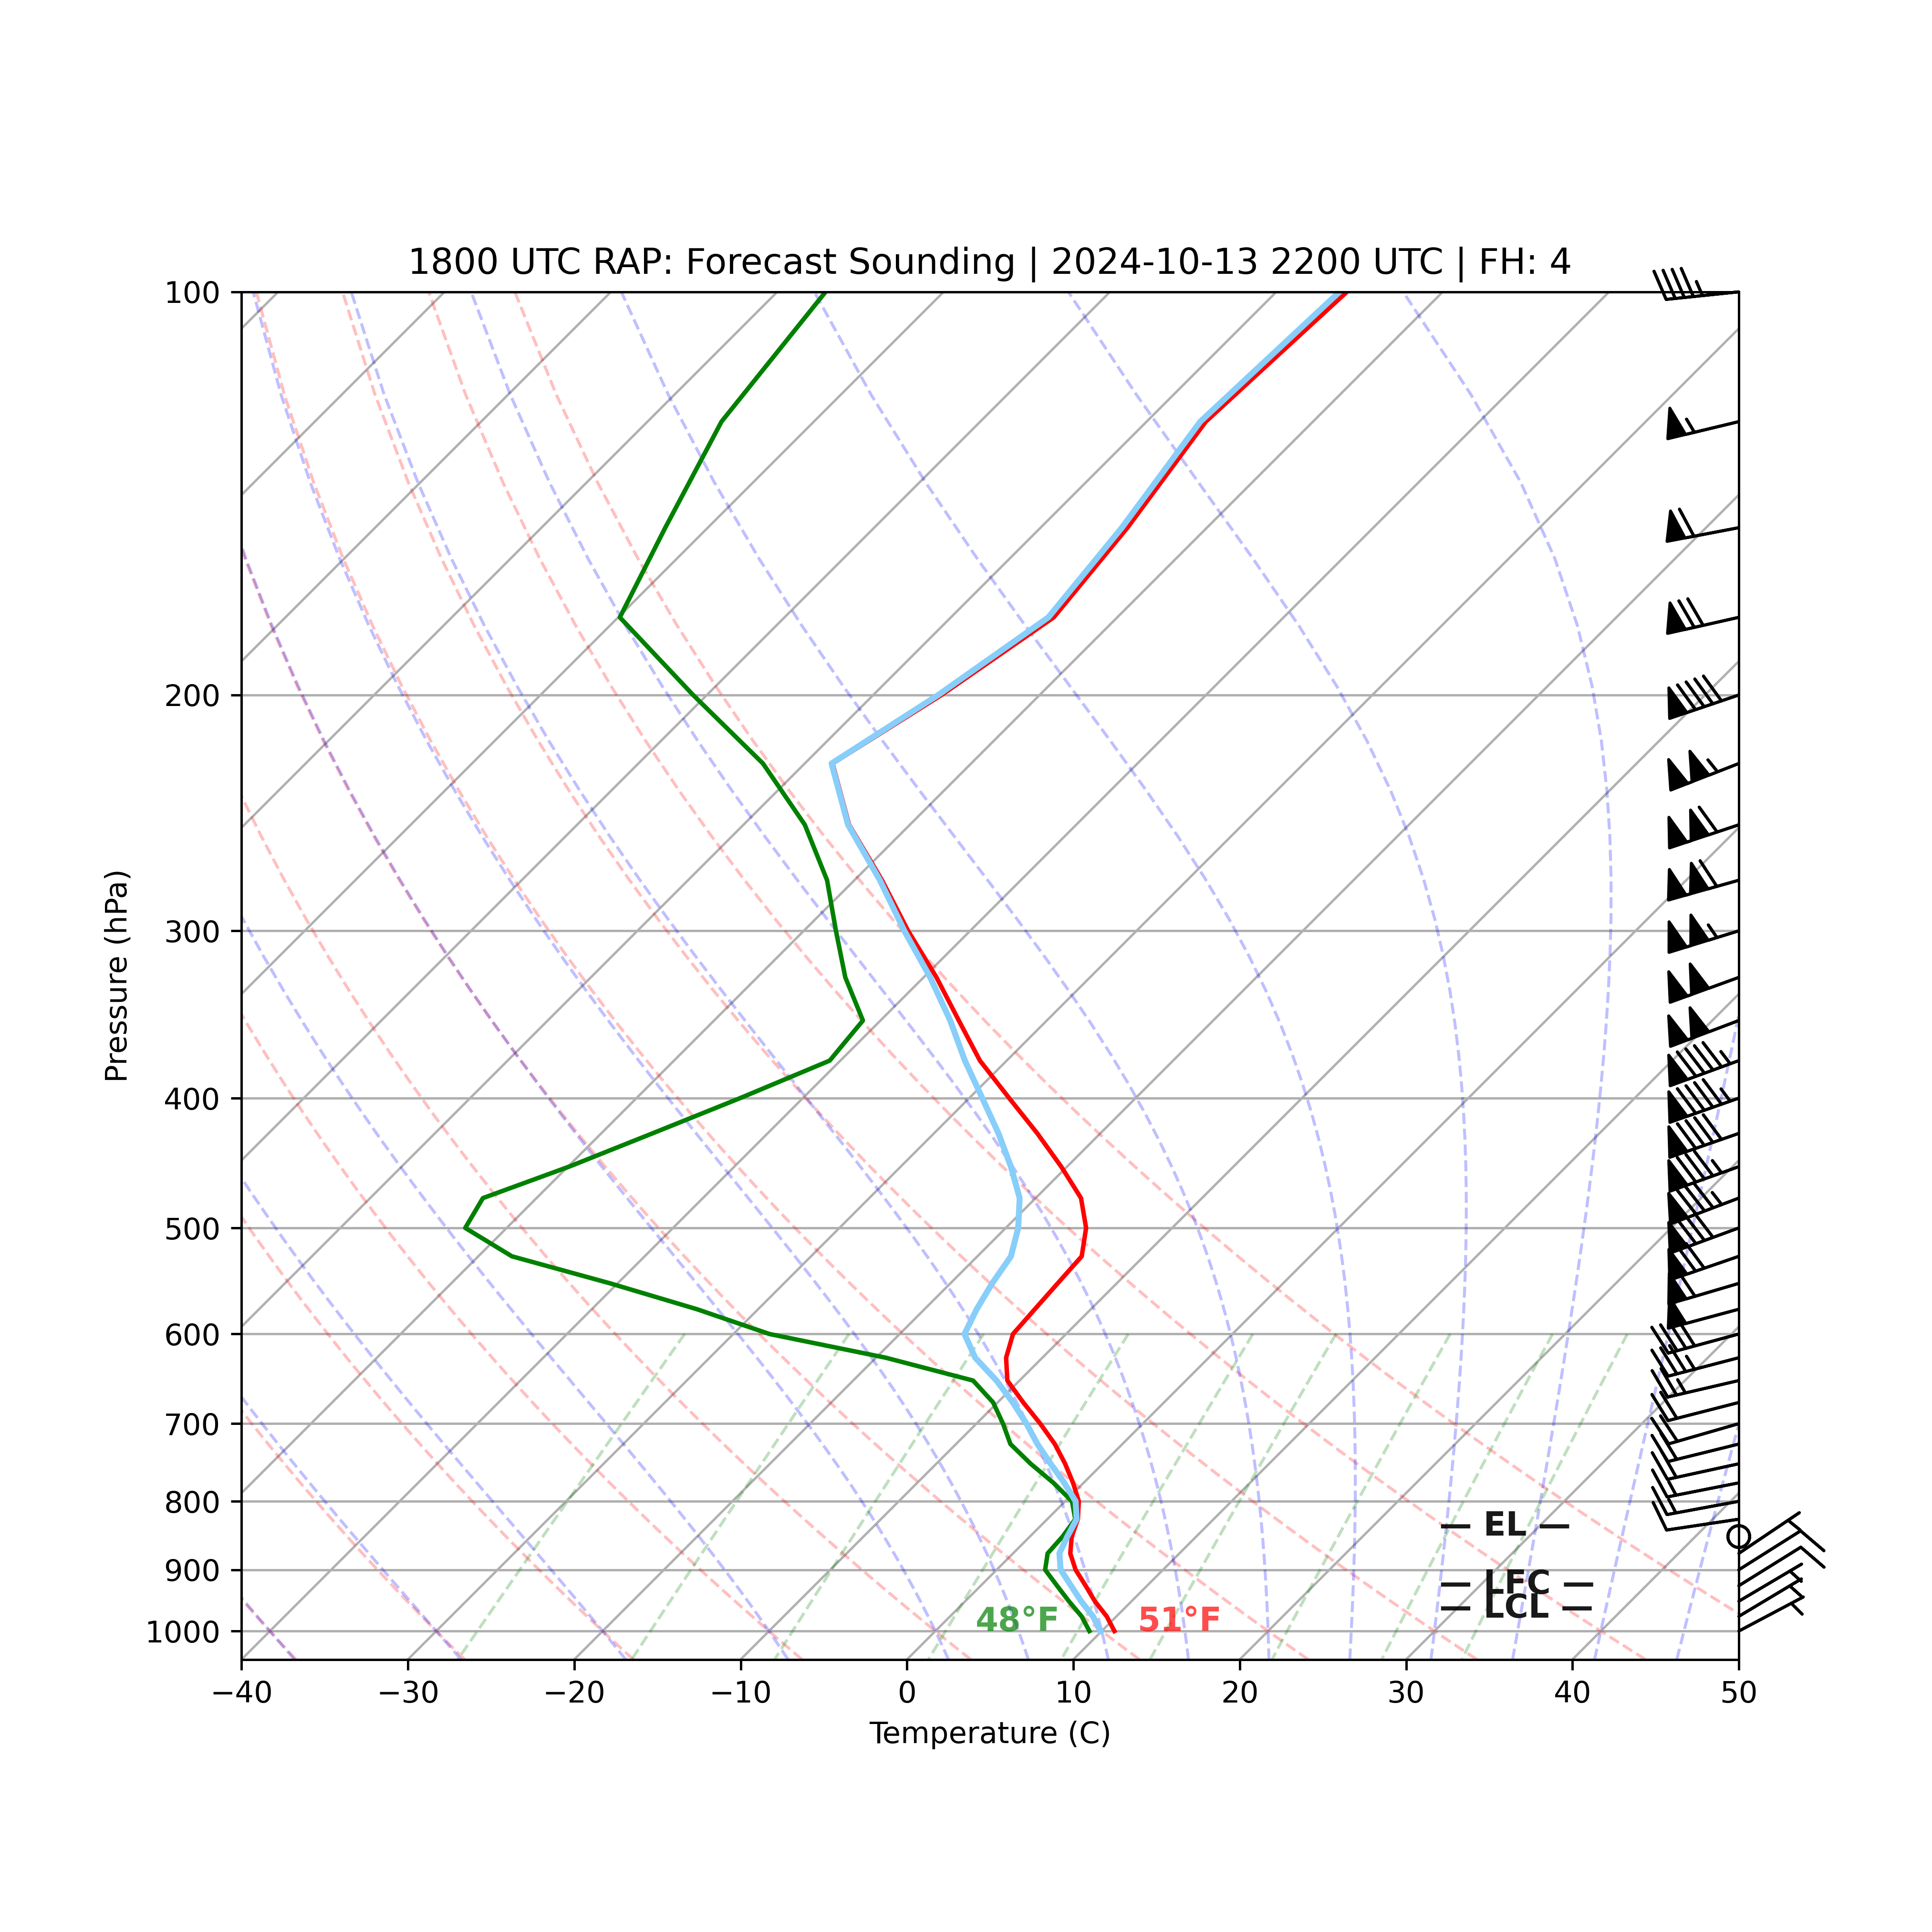 1800 UTC RAP: Forecast Sounding | 2024-10-13 2200 UTC | FH: 4
100
200
300
400
500
600
700
800
900
1000
Pressure (hPa)
— EL —
— LFC —
— LCL —
48°F 51°F
−40 −30 −20 −10 0 10 20 30 40 50
Temperature (C)